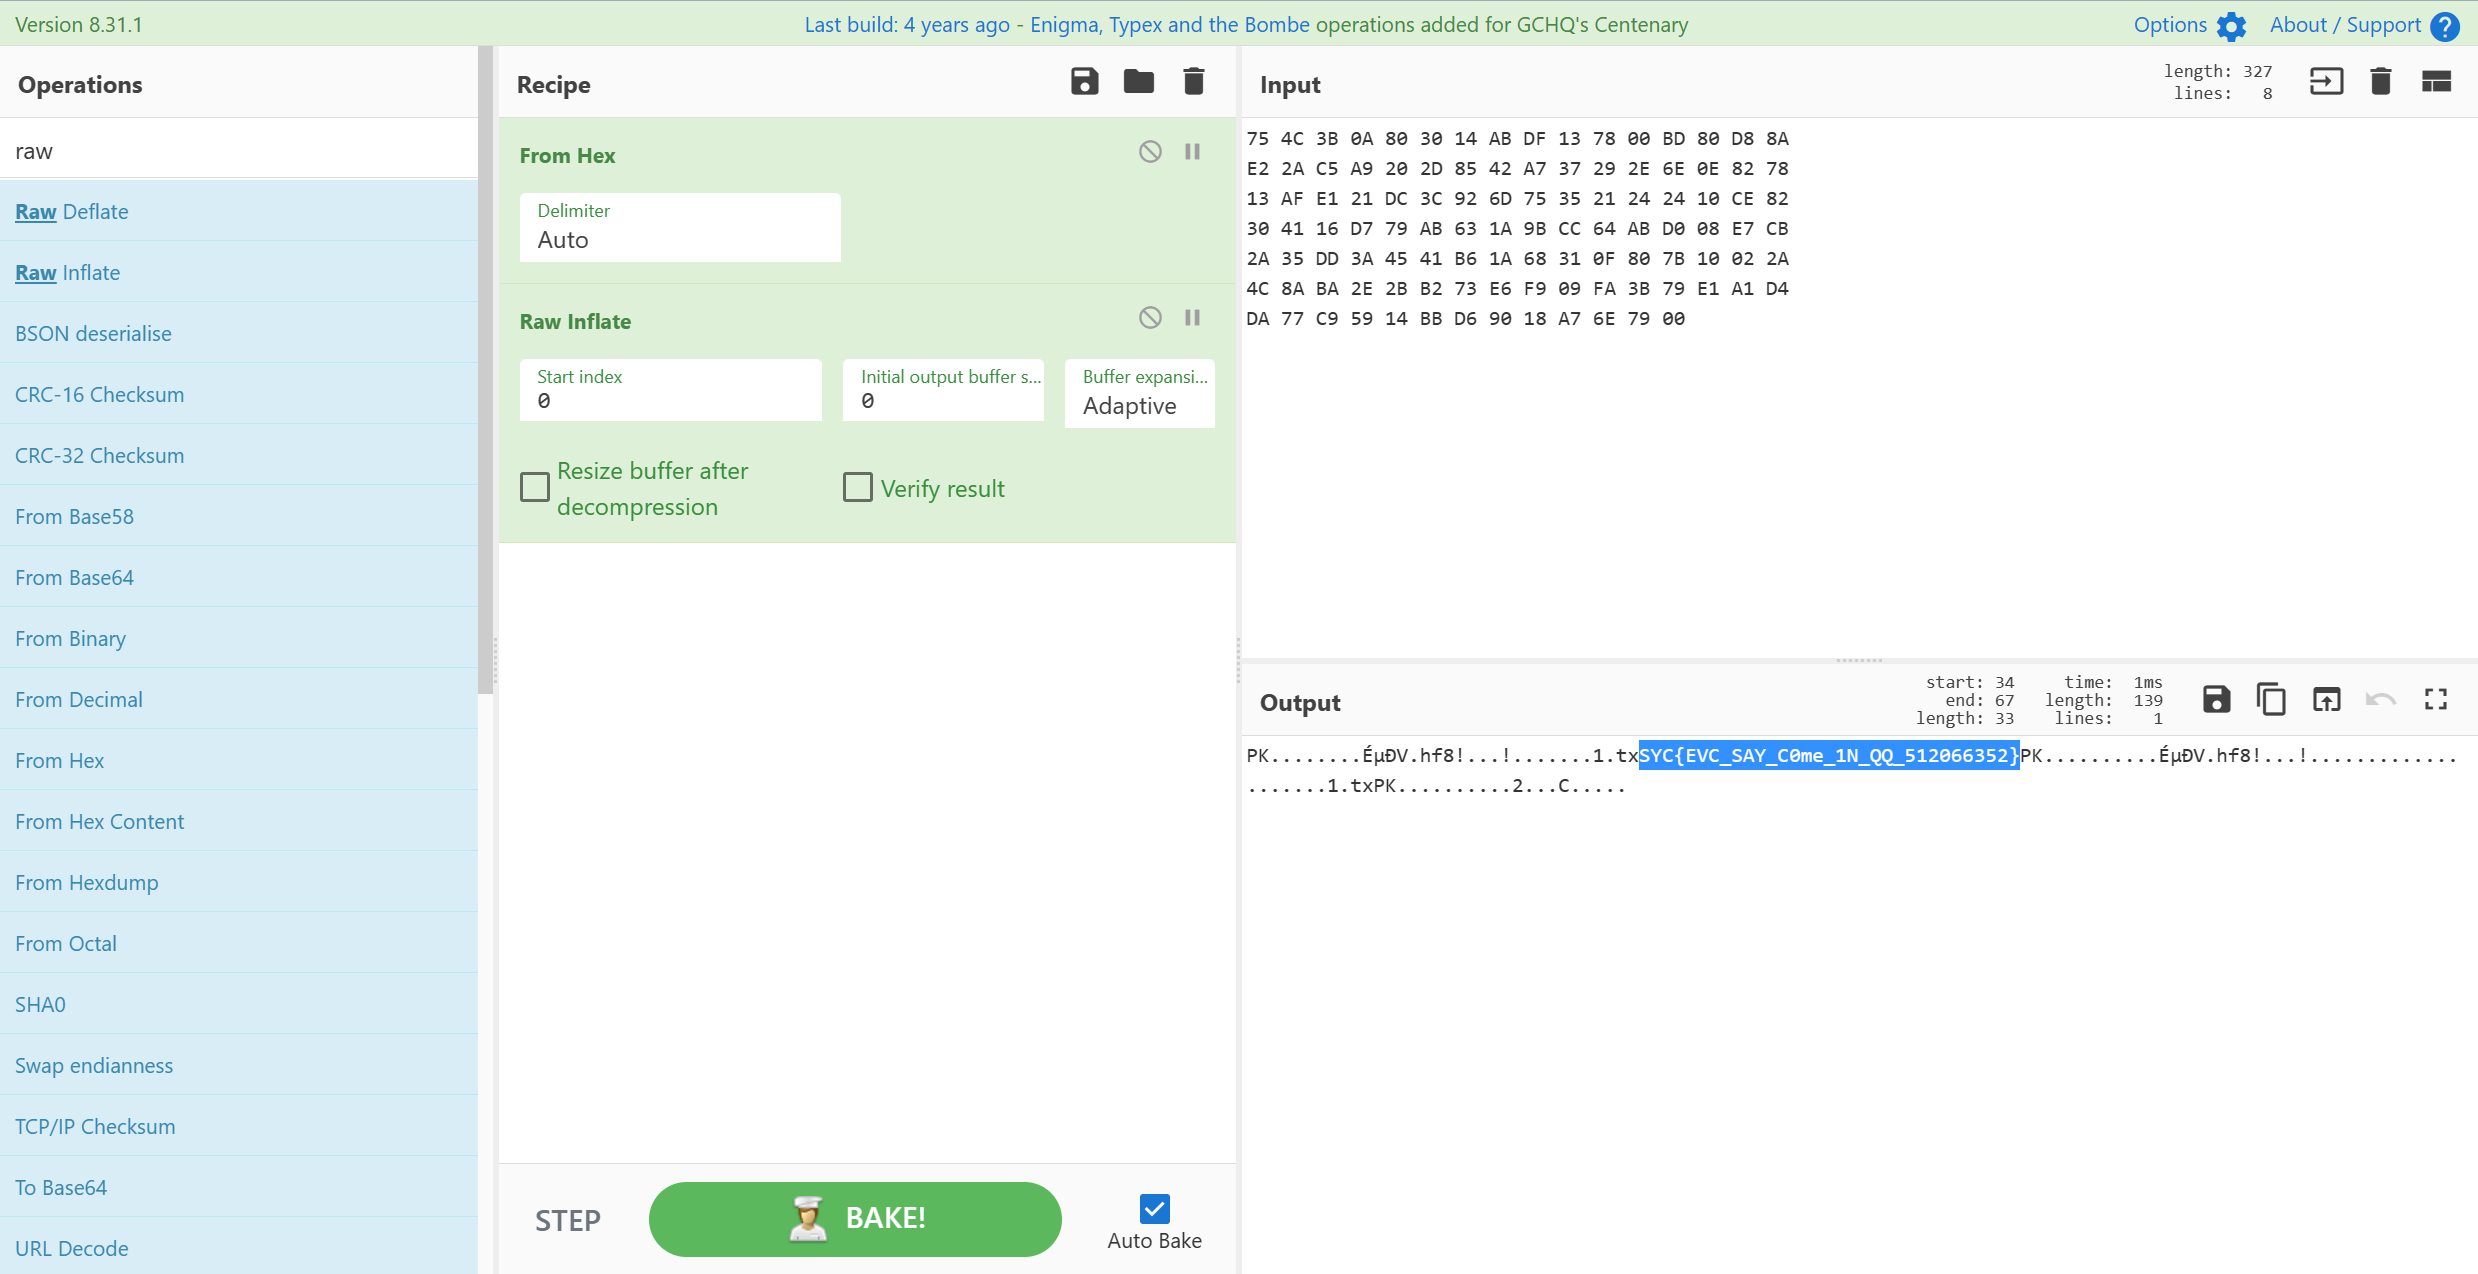 Version 8.31.1
Last build: 4 years ago - Enigma, Typex and the Bombe operations added for GCHQ's Centenary
Options
About / Support
Operations
raw
Raw Deflate
Raw Inflate
BSON deserialise
CRC-16 Checksum
CRC-32 Checksum
From Base58
From Base64
From Binary
From Decimal
From Hex
From Hex Content
From Hexdump
From Octal
SHA0
Swap endianness
TCP/IP Checksum
To Base64
URL Decode
Recipe
From Hex
Delimiter
Auto
Raw Inflate
Start index
0
Initial output buffer s...
0
Buffer expansi...
Adaptive
Resize buffer after
decompression
Verify result
STEP
BAKE!
Auto Bake
Input
length: 327
lines: 8
75 4C 3B 0A 80 30 14 AB DF 13 78 00 BD 80 D8 8A
E2 2A C5 A9 20 2D 85 42 A7 37 29 2E 6E 0E 82 78
13 AF E1 21 DC 3C 92 6D 75 35 21 24 24 10 CE 82
30 41 16 D7 79 AB 63 1A 9B CC 64 AB D0 08 E7 CB
2A 35 DD 3A 45 41 B6 1A 68 31 0F 80 7B 10 02 2A
4C 8A BA 2E 2B B2 73 E6 F9 09 FA 3B 79 E1 A1 D4
DA 77 C9 59 14 BB D6 90 18 A7 6E 79 00
Output
start: 34 time: 1ms
end: 67 length: 139
length: 33 lines: 1
PK........ÉµÐV.hf8!...!.......1.txSYC{EVC_SAY_C0me_1N_QQ_512066352}PK..........ÉµÐV.hf8!...!.............
.......1.txPK..........2...C.....